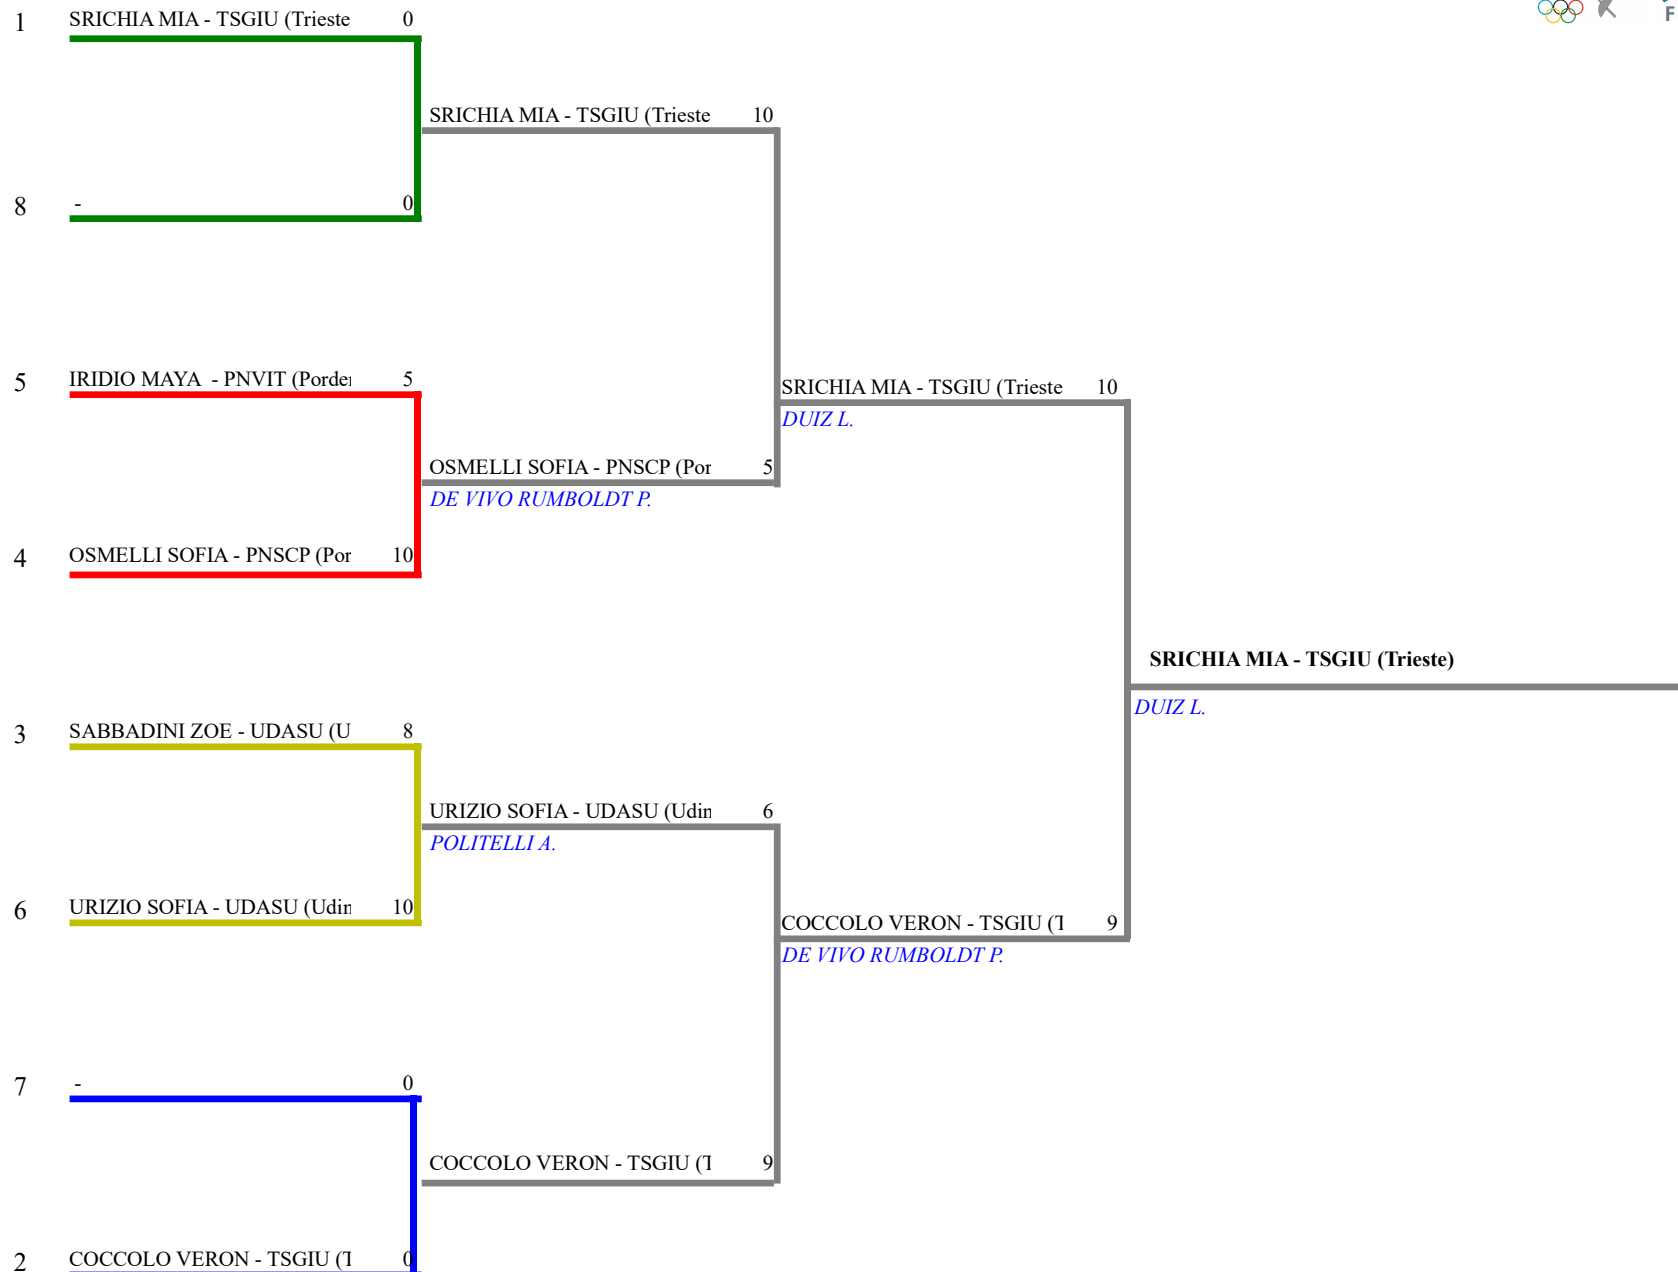 1 SRICHIA MIA - TSGIU (Trieste 0
SRICHIA MIA - TSGIU (Trieste 10
8 - 0
5 IRIDIO MAYA - PNVIT (Porde 5
SRICHIA MIA - TSGIU (Trieste 10
DUIZ L.
OSMELLI SOFIA - PNSCP (Por 5
DE VIVO RUMBOLDT P.
4 OSMELLI SOFIA - PNSCP (Por 10
SRICHIA MIA - TSGIU (Trieste)
DUIZ L.
3 SABBADINI ZOE - UDASU (U 8
URIZIO SOFIA - UDASU (Udin 6
POLITELLI A.
6 URIZIO SOFIA - UDASU (Udin 10
COCCOLO VERON - TSGIU (T 9
DE VIVO RUMBOLDT P.
7 - 0
COCCOLO VERON - TSGIU (T 9
2 COCCOLO VERON - TSGIU (T 0
F